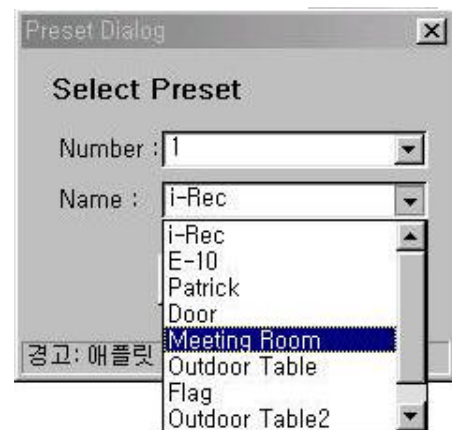 Preset Dialog
Select Preset
Number : 1
Name : i-Rec
i-Rec
E-10
Patrick
Door
Meeting Room
Outdoor Table
Flag
Outdoor Table2
경고: 애플릿